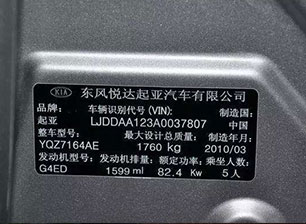 KIA 东风悦达起亚汽车有限公司
品牌: 车辆识别代号(VIN): 制造国:
起亚 LJDDAA123A0037807 中国
整车型号: 最大设计总质量: 制造年月:
YQZ7164AE 1760 kg 2010/03
发动机型号: 发动机排量: 额定功率: 乘坐人数:
G4ED 1599 ml 82.4 Kw 5人